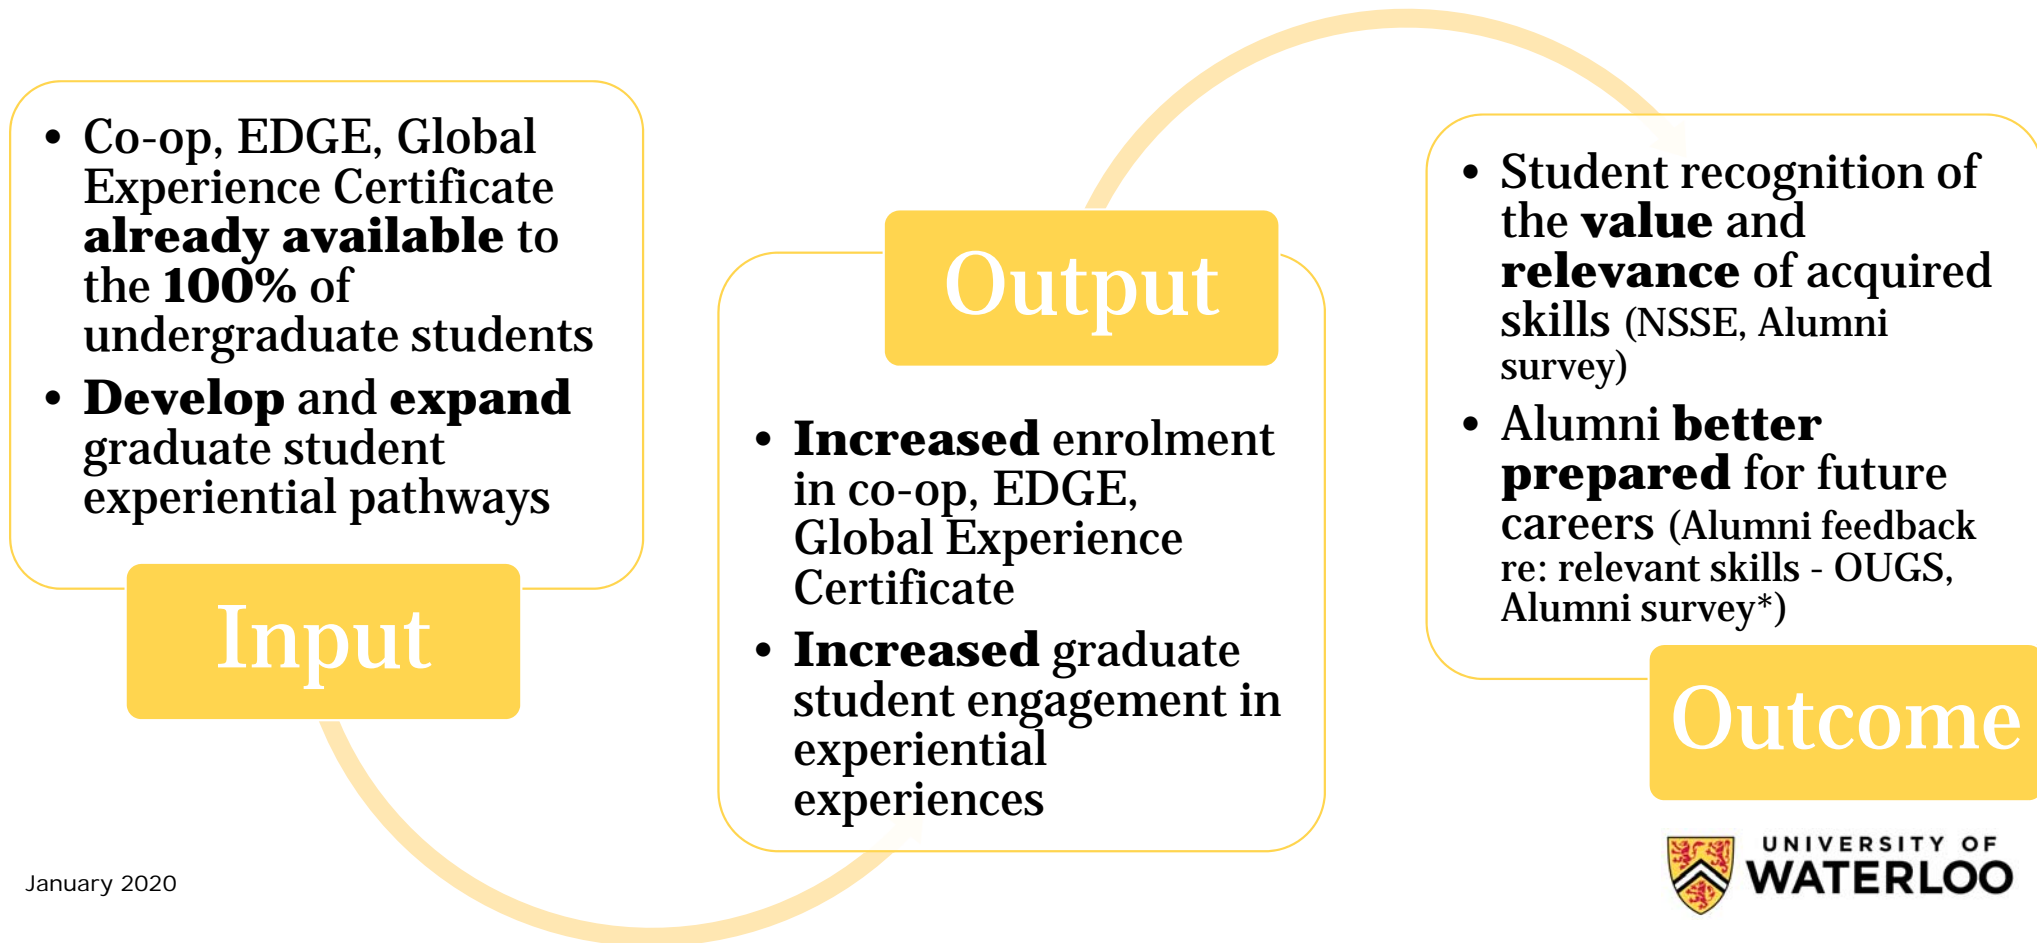 • Co-op, EDGE, Global
Experience Certificate
already available to
the 100% of
undergraduate students
• Develop and expand
graduate student
experiential pathways
Input
Output
• Increased enrolment
in co-op, EDGE,
Global Experience
Certificate
• Increased graduate
student engagement in
experiential
experiences
• Student recognition of
the value and
relevance of acquired
skills (NSSE, Alumni
survey)
• Alumni better
prepared for future
careers (Alumni feedback
re: relevant skills - OUGS,
Alumni survey*)
Outcome
January 2020
UNIVERSITY OF
WATERLOO